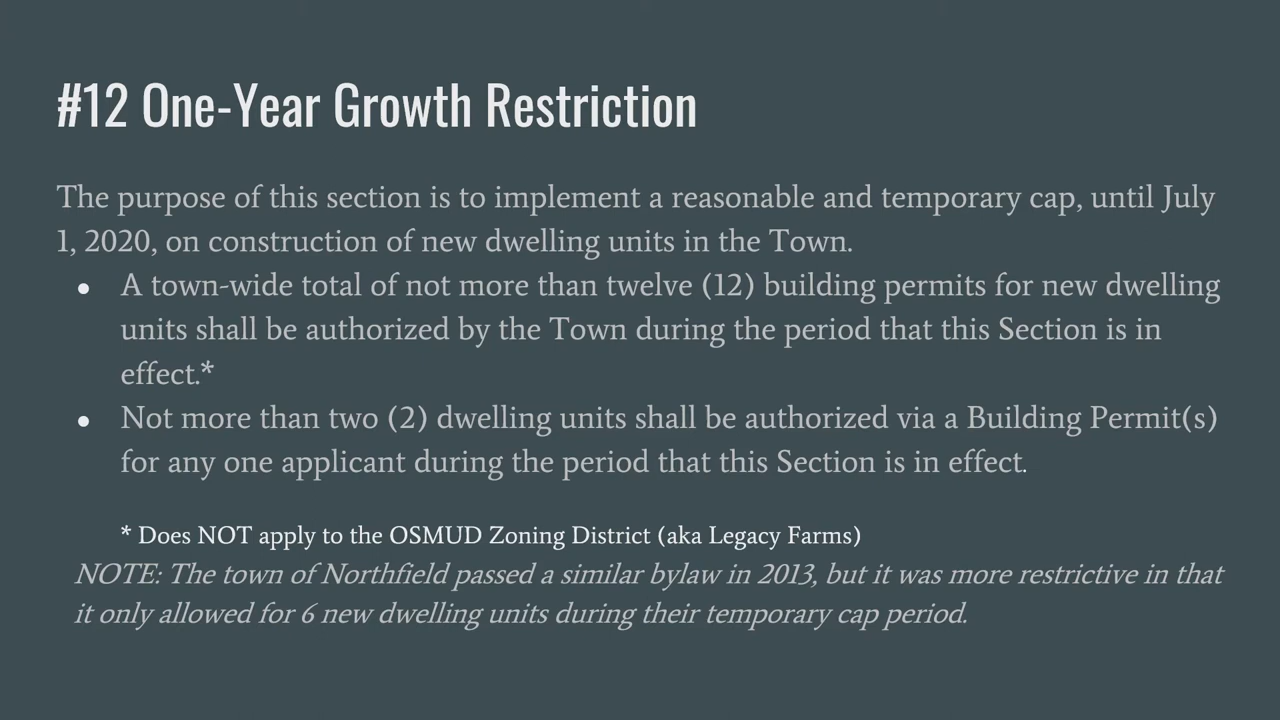 #12 One-Year Growth Restriction
The purpose of this section is to implement a reasonable and temporary cap, until July
1, 2020, on construction of new dwelling units in the Town.
● A town-wide total of not more than twelve (12) building permits for new dwelling
units shall be authorized by the Town during the period that this Section is in
effect.*
● Not more than two (2) dwelling units shall be authorized via a Building Permit(s)
for any one applicant during the period that this Section is in effect.
* Does NOT apply to the OSMUD Zoning District (aka Legacy Farms)
NOTE: The town of Northfield passed a similar bylaw in 2013, but it was more restrictive in that
it only allowed for 6 new dwelling units during their temporary cap period.